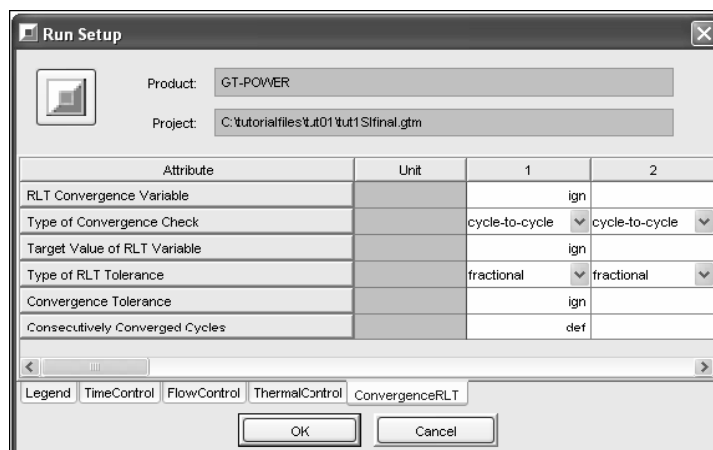 Run Setup
Product: GT-POWER
Project: C:\tutorialfiles\tut01\tut1SIfinal.gtm
Attribute Unit 1 2
RLT Convergence Variable ign
Type of Convergence Check cycle-to-cycle cycle-to-cycle
Target Value of RLT Variable ign
Type of RLT Tolerance fractional fractional
Convergence Tolerance ign
Consecutively Converged Cycles def
Legend TimeControl FlowControl ThermalControl ConvergenceRLT
OK Cancel